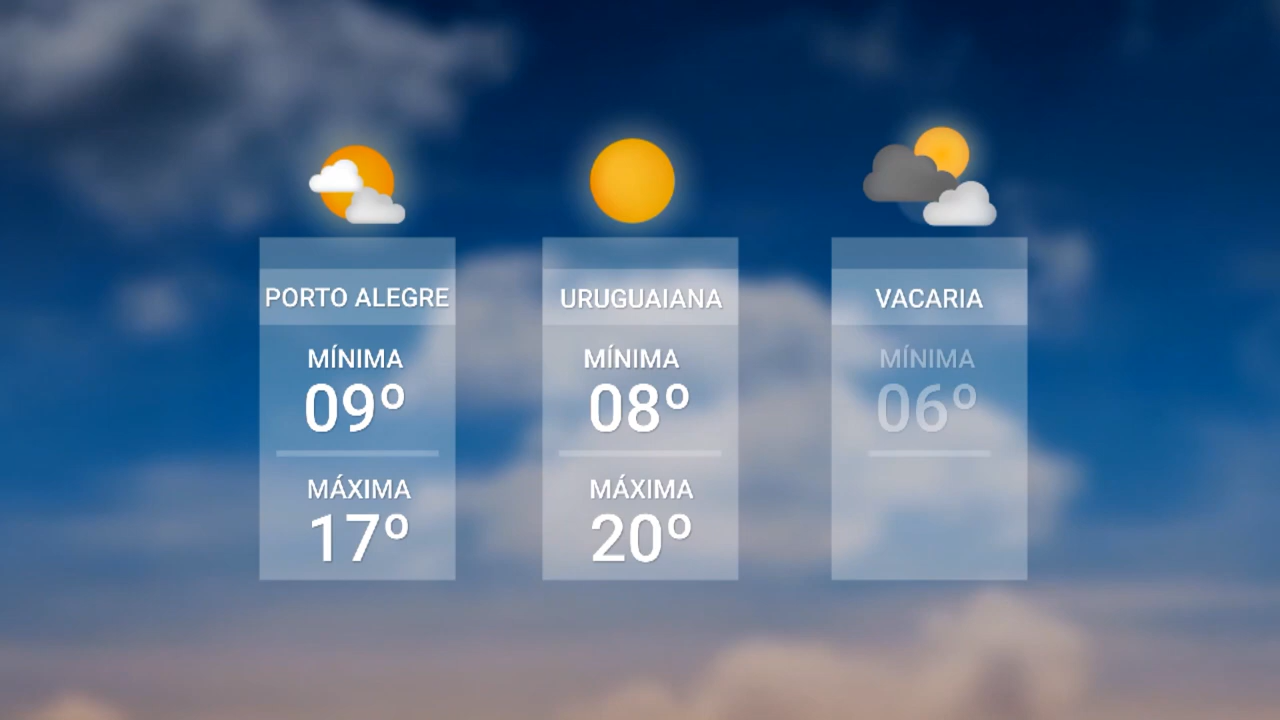 PORTO ALEGRE
MÍNIMA
09º
MÁXIMA
17º
URUGUAIANA
MÍNIMA
08º
MÁXIMA
20º
VACARIA
MÍNIMA
06º